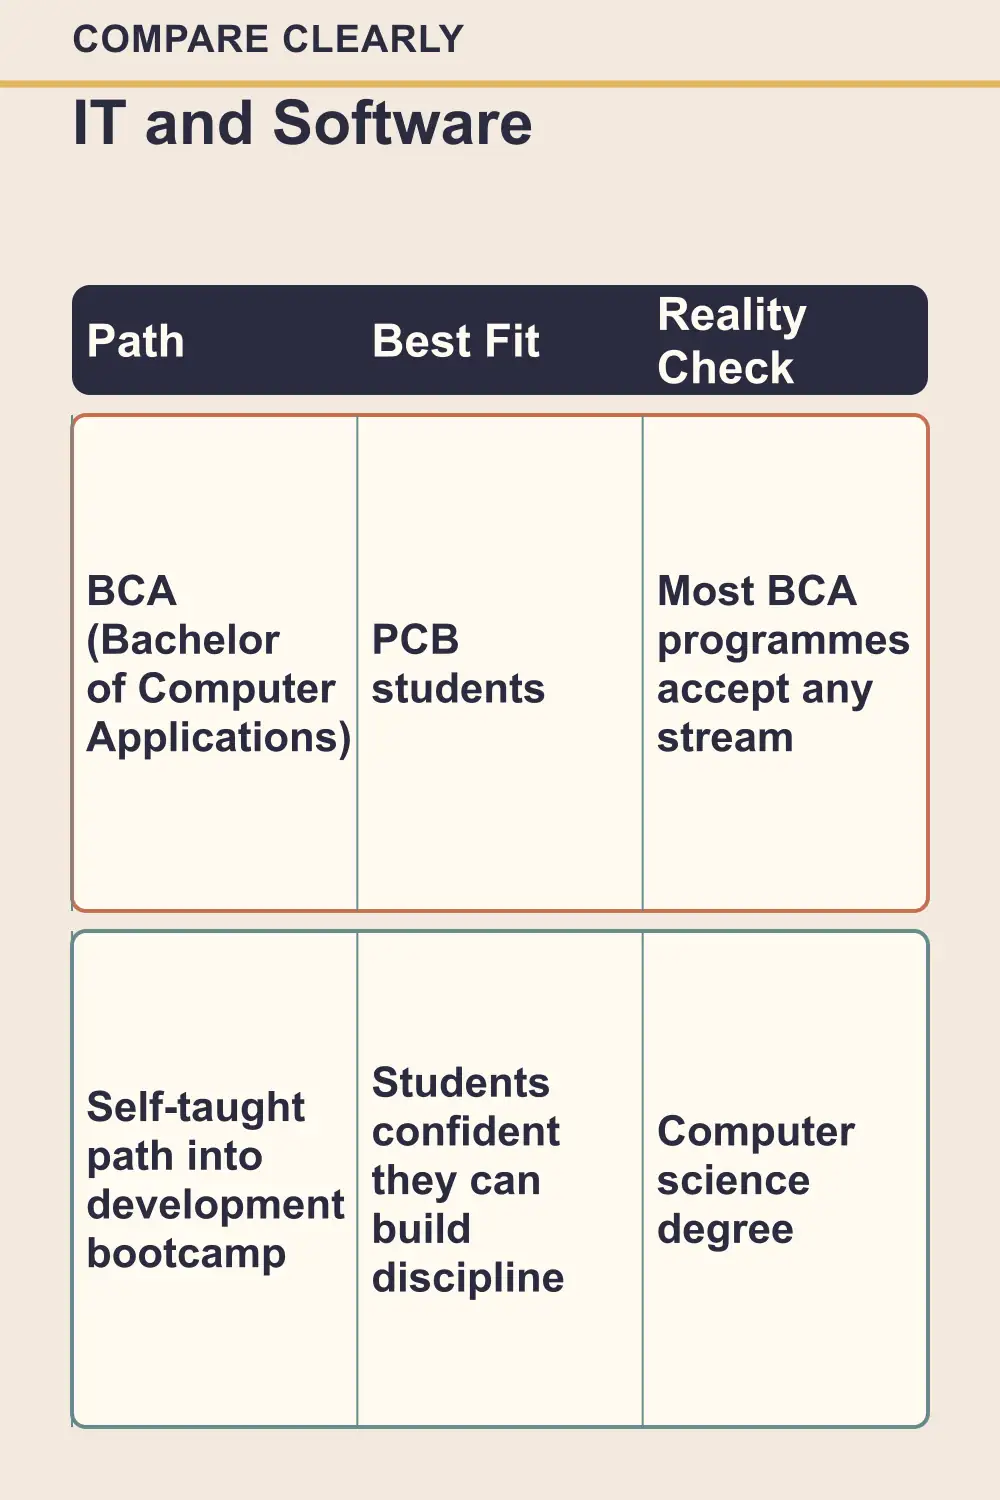 COMPARE CLEARLY
IT and Software
Path
Best Fit
Reality
Check
BCA
(Bachelor
of Computer
Applications)
PCB
students
Most BCA
programmes
accept any
stream
Self-taught
path into
development
bootcamp
Students
confident
they can
build
discipline
Computer
science
degree